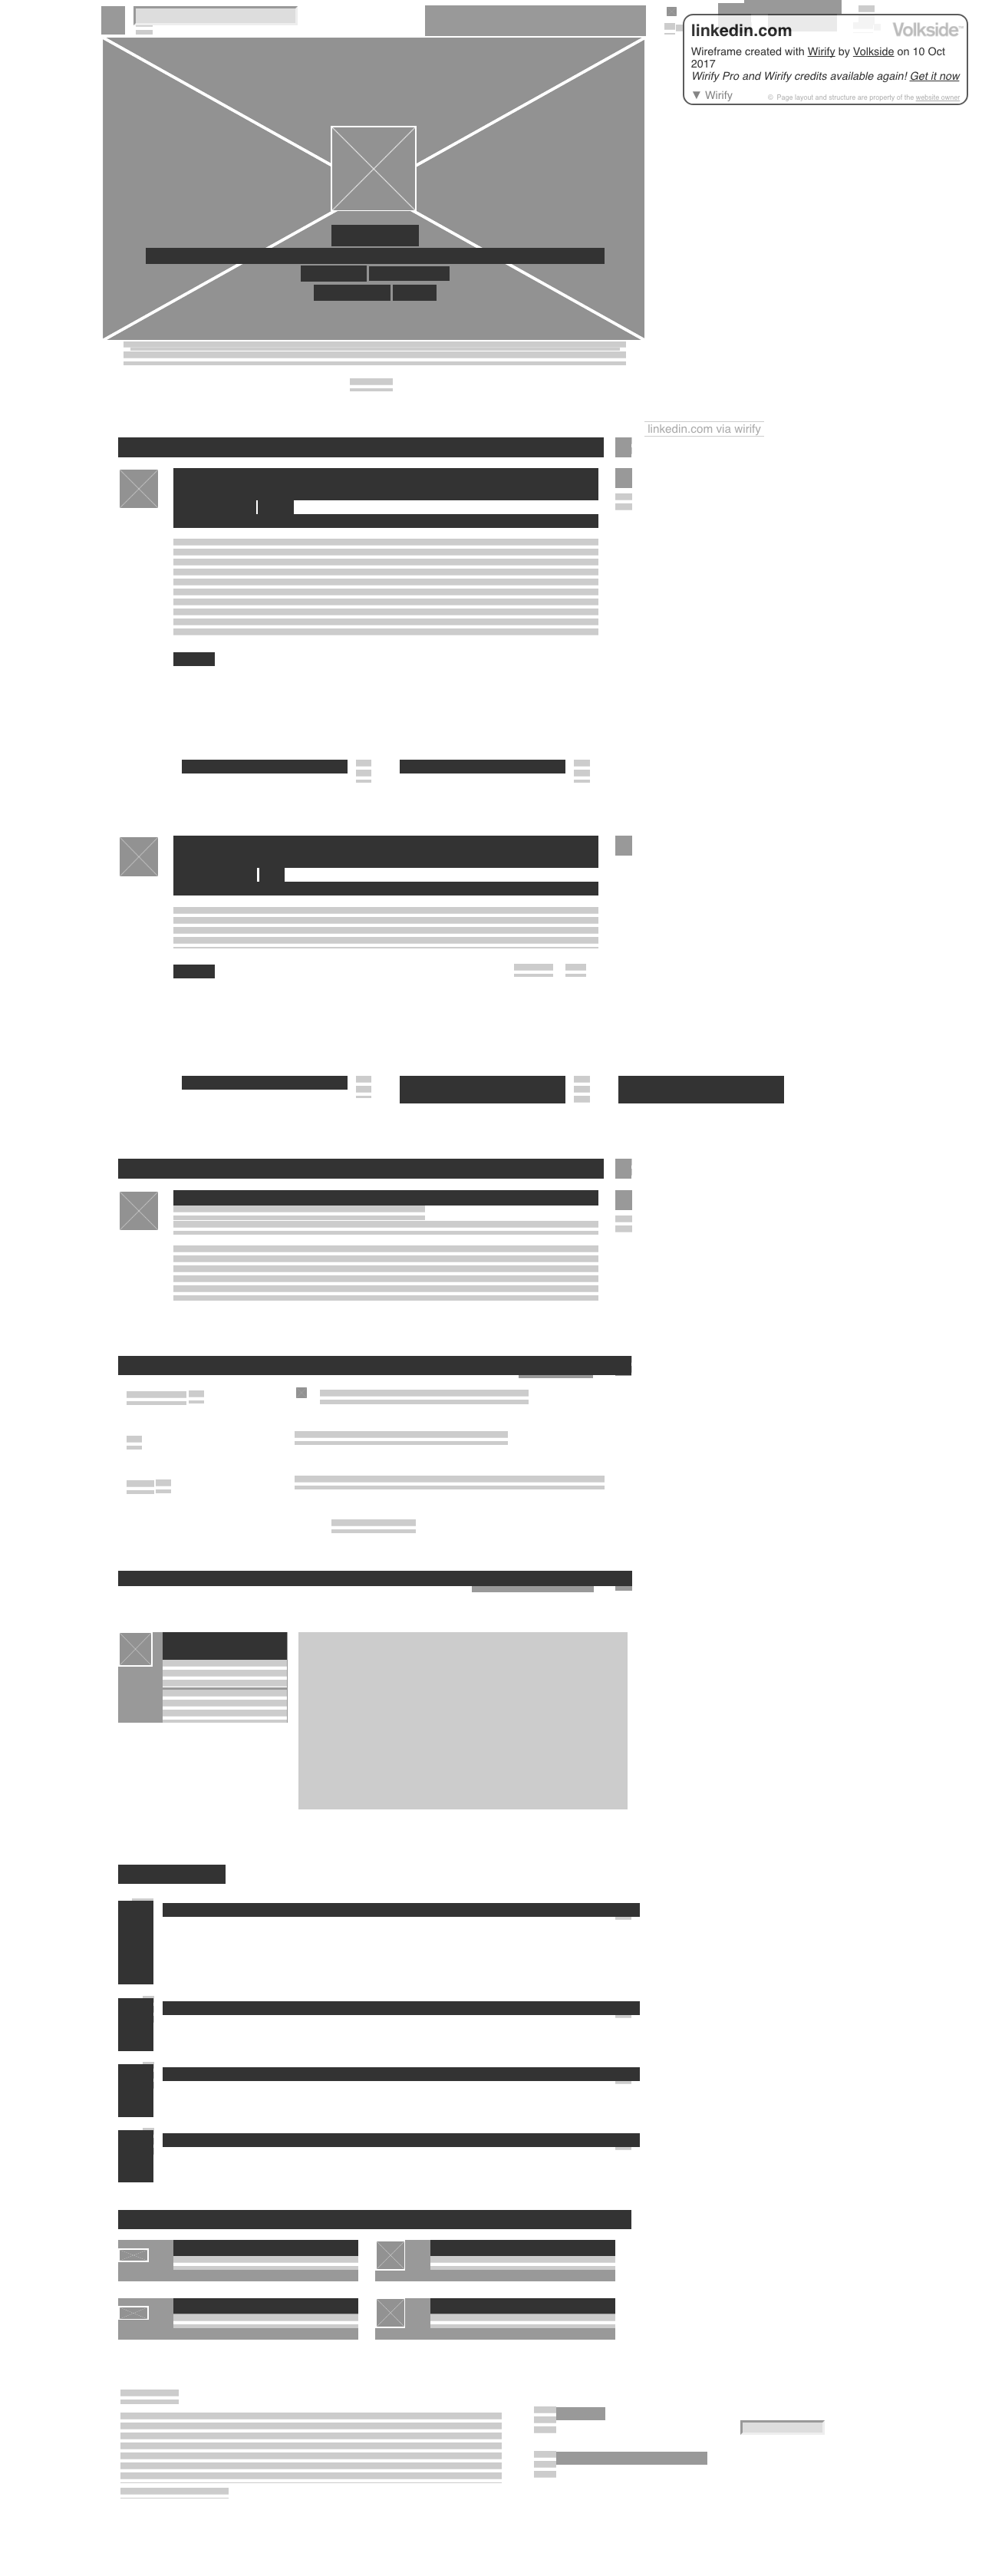 linkedin.com
Volkside™
Wireframe created with Wirify by Volkside on 10 Oct
2017
Wirify Pro and Wirify credits available again! Get it now
▼ Wirify
© Page layout and structure are property of the website owner
linkedin.com via wirify